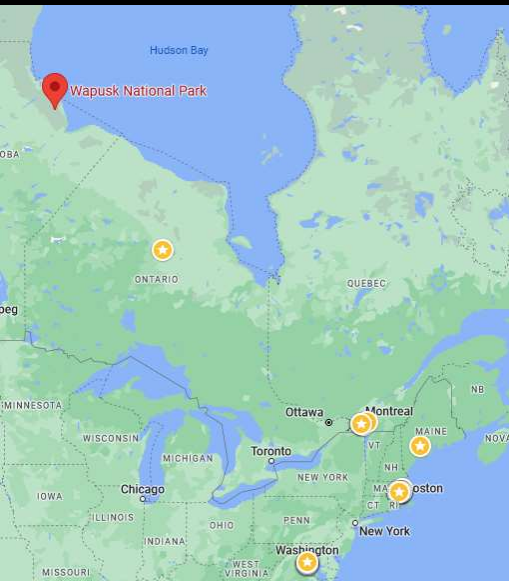 Hudson Bay
Wapusk National Park
OBA
ONTARIO
QUEBEC
peg
MINNESOTA
Ottawa
Montreal
NB
WISCONSIN
MICHIGAN
Toronto
VT
MAINE
NOVA
NH
NEW YORK
IOWA
Chicago
MA
oston
CT
RI
ILLINOIS
INDIANA
OHIO
PENN
New York
Washington
MISSOURI
WEST
VIRGINIA